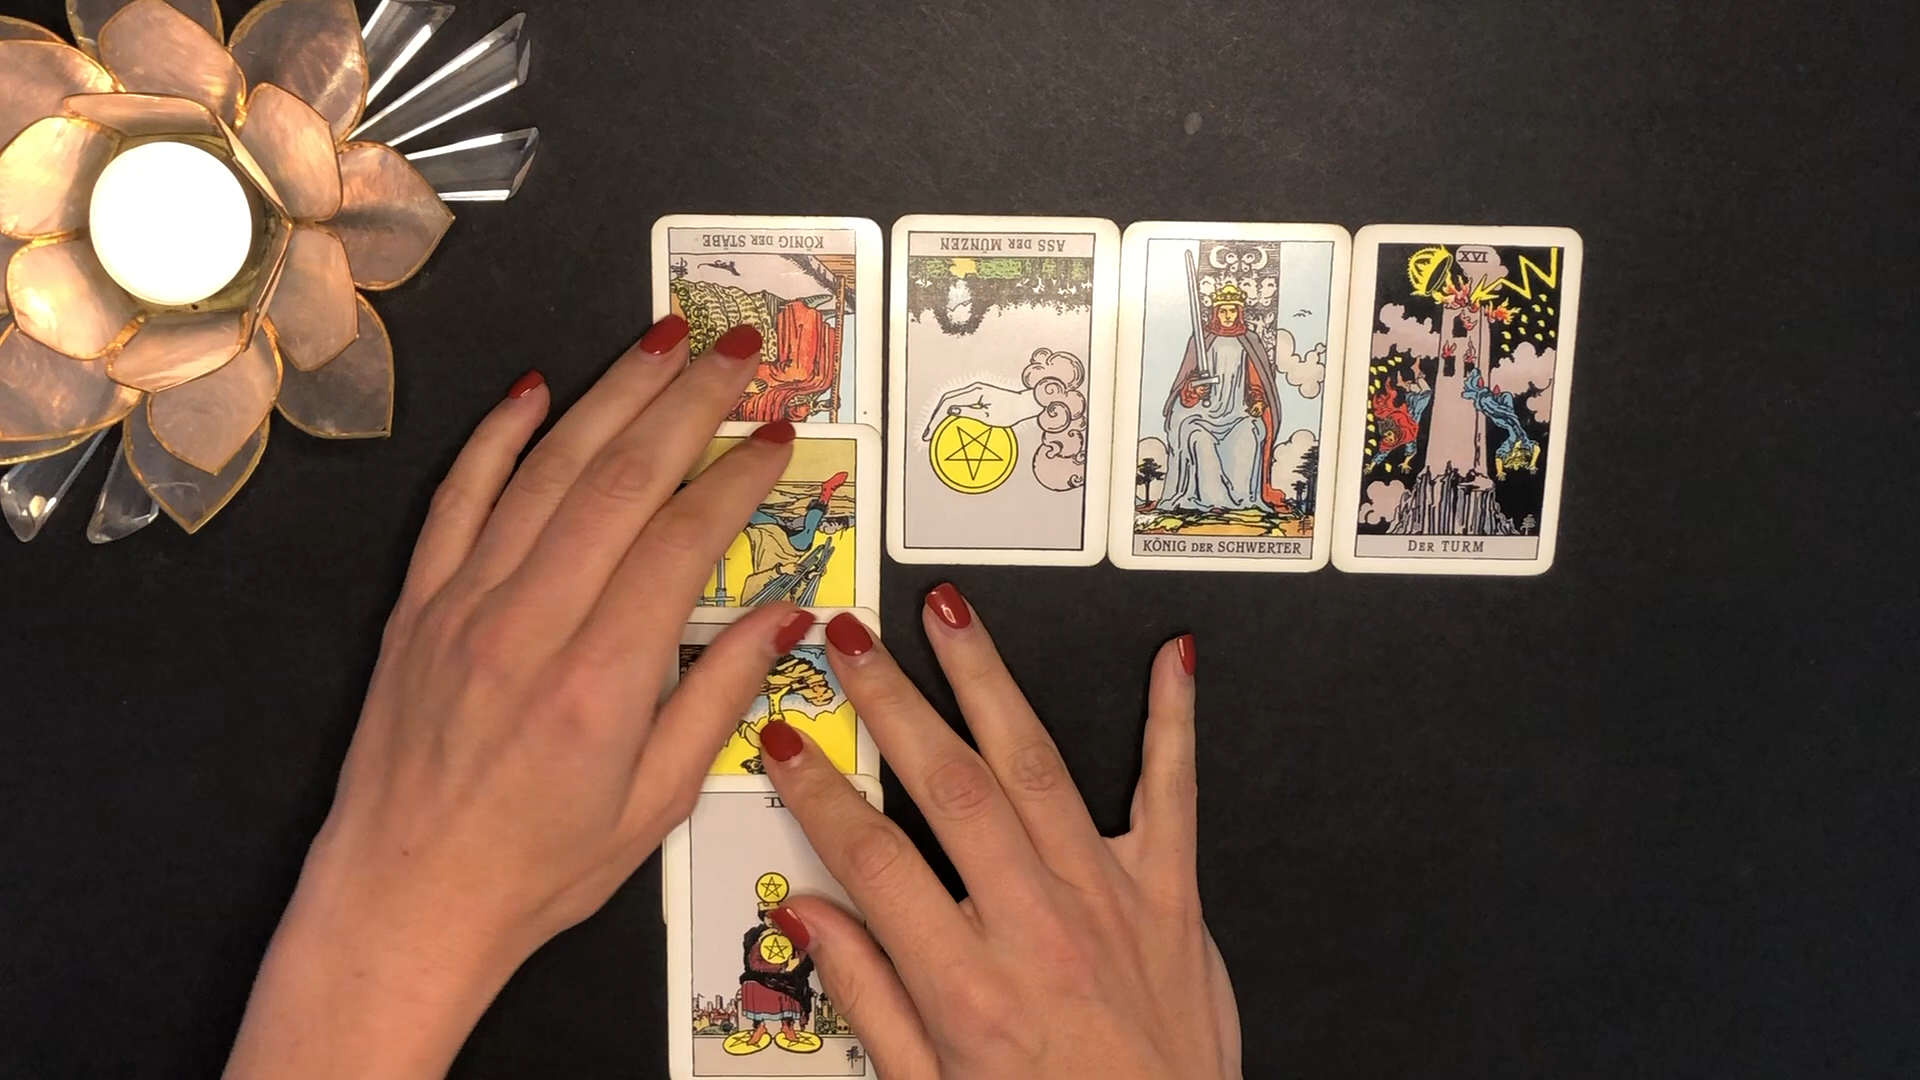 KÖNIG DER STÄBE
ASS DER MÜNZEN
KÖNIG DER SCHWERTER
XVI
DER TURM